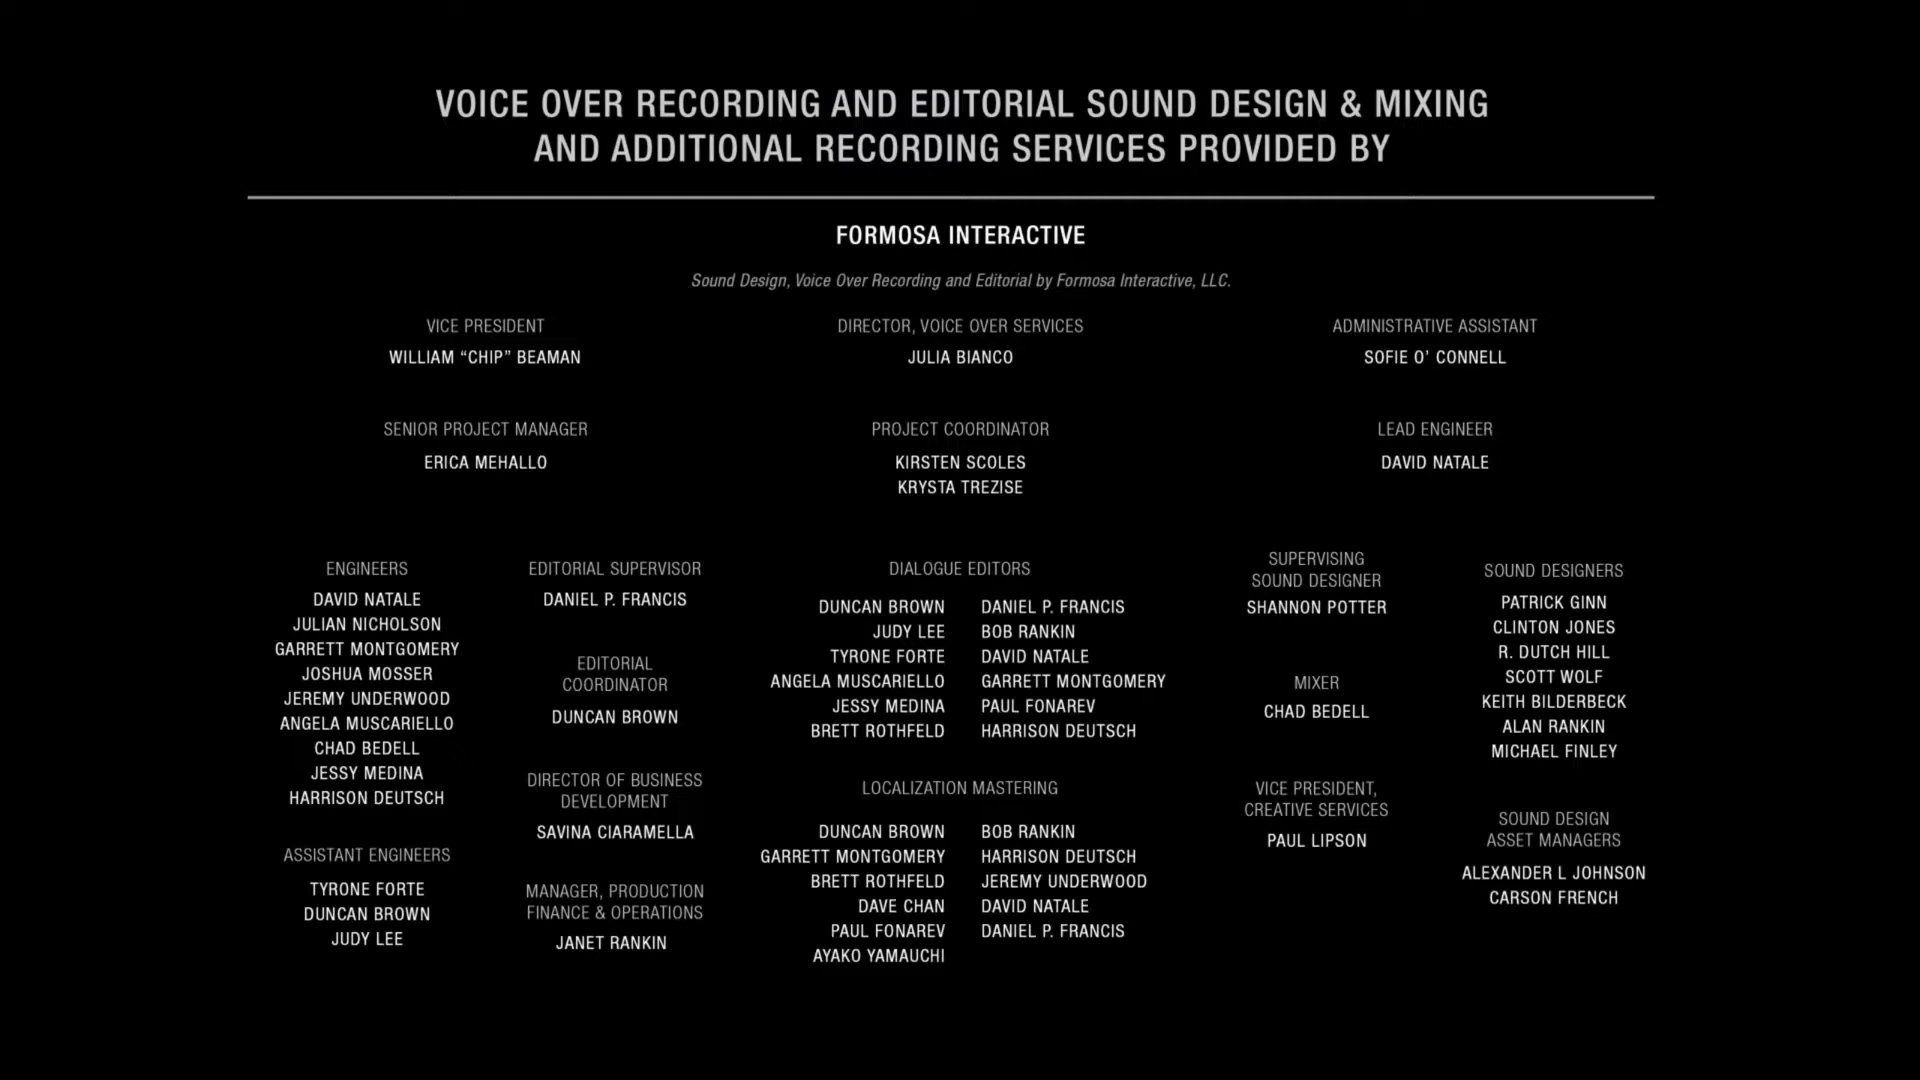 VOICE OVER RECORDING AND EDITORIAL SOUND DESIGN & MIXING
AND ADDITIONAL RECORDING SERVICES PROVIDED BY
FORMOSA INTERACTIVE
Sound Design, Voice Over Recording and Editorial by Formosa Interactive, LLC.
VICE PRESIDENT
WILLIAM “CHIP” BEAMAN
DIRECTOR, VOICE OVER SERVICES
JULIA BIANCO
ADMINISTRATIVE ASSISTANT
SOFIE O’ CONNELL
SENIOR PROJECT MANAGER
ERICA MEHALLO
PROJECT COORDINATOR
KIRSTEN SCOLES
KRYSTA TREZISE
LEAD ENGINEER
DAVID NATALE
ENGINEERS
DAVID NATALE
JULIAN NICHOLSON
GARRETT MONTGOMERY
JOSHUA MOSSER
JEREMY UNDERWOOD
ANGELA MUSCARIELLO
CHAD BEDELL
JESSY MEDINA
HARRISON DEUTSCH
ASSISTANT ENGINEERS
TYRONE FORTE
DUNCAN BROWN
JUDY LEE
EDITORIAL SUPERVISOR
DANIEL P. FRANCIS
EDITORIAL
COORDINATOR
DUNCAN BROWN
DIRECTOR OF BUSINESS
DEVELOPMENT
SAVINA CIARAMELLA
MANAGER, PRODUCTION
FINANCE & OPERATIONS
JANET RANKIN
DIALOGUE EDITORS
DUNCAN BROWN DANIEL P. FRANCIS
JUDY LEE BOB RANKIN
TYRONE FORTE DAVID NATALE
ANGELA MUSCARIELLO GARRETT MONTGOMERY
JESSY MEDINA PAUL FONAREV
BRETT ROTHFELD HARRISON DEUTSCH
LOCALIZATION MASTERING
DUNCAN BROWN BOB RANKIN
GARRETT MONTGOMERY HARRISON DEUTSCH
BRETT ROTHFELD JEREMY UNDERWOOD
DAVE CHAN DAVID NATALE
PAUL FONAREV DANIEL P. FRANCIS
AYAKO YAMAUCHI
SUPERVISING
SOUND DESIGNER
SHANNON POTTER
MIXER
CHAD BEDELL
VICE PRESIDENT,
CREATIVE SERVICES
PAUL LIPSON
SOUND DESIGNERS
PATRICK GINN
CLINTON JONES
R. DUTCH HILL
SCOTT WOLF
KEITH BILDERBECK
ALAN RANKIN
MICHAEL FINLEY
SOUND DESIGN
ASSET MANAGERS
ALEXANDER L JOHNSON
CARSON FRENCH